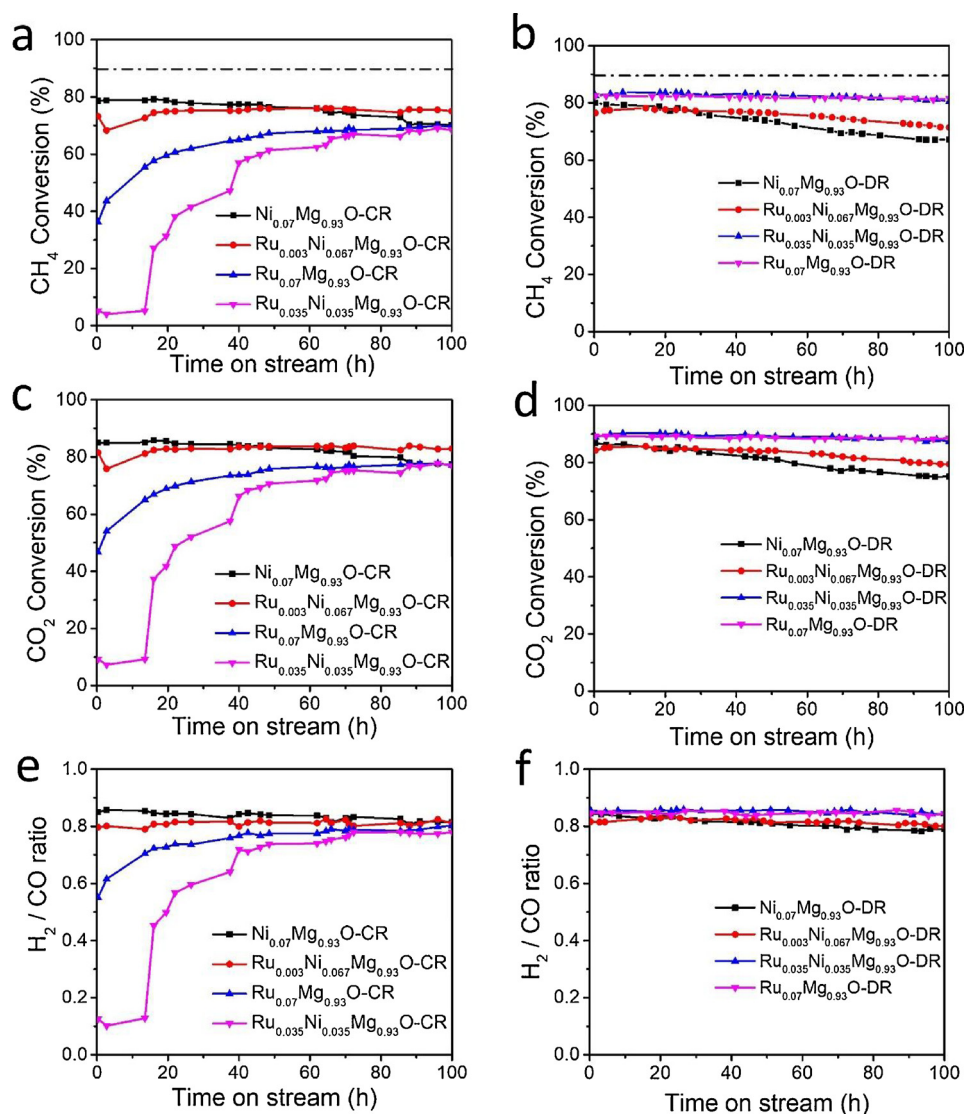 a
100
80
60
40
20
0
CH4 Conversion (%)
Ni0.07Mg0.93O-CR
Ru0.003Ni0.067Mg0.93O-CR
Ru0.07Mg0.93O-CR
Ru0.035Ni0.035Mg0.93O-CR
0 20 40 60 80 100
Time on stream (h)
b
100
80
60
40
20
0
CH4 Conversion (%)
Ni0.07Mg0.93O-DR
Ru0.003Ni0.067Mg0.93O-DR
Ru0.035Ni0.035Mg0.93O-DR
Ru0.07Mg0.93O-DR
0 20 40 60 80 100
Time on stream (h)
c
100
80
60
40
20
0
CO2 Conversion (%)
Ni0.07Mg0.93O-CR
Ru0.003Ni0.067Mg0.93O-CR
Ru0.07Mg0.93O-CR
Ru0.035Ni0.035Mg0.93O-CR
0 20 40 60 80 100
Time on stream (h)
d
100
80
60
40
20
0
CO2 Conversion (%)
Ni0.07Mg0.93O-DR
Ru0.003Ni0.067Mg0.93O-DR
Ru0.035Ni0.035Mg0.93O-DR
Ru0.07Mg0.93O-DR
0 20 40 60 80 100
Time on stream (h)
e
1.0
0.8
0.6
0.4
0.2
0.0
H2 / CO ratio
Ni0.07Mg0.93O-CR
Ru0.003Ni0.067Mg0.93O-CR
Ru0.07Mg0.93O-CR
Ru0.035Ni0.035Mg0.93O-CR
0 20 40 60 80 100
Time on stream (h)
f
1.0
0.8
0.6
0.4
0.2
0.0
H2 / CO ratio
Ni0.07Mg0.93O-DR
Ru0.003Ni0.067Mg0.93O-DR
Ru0.035Ni0.035Mg0.93O-DR
Ru0.07Mg0.93O-DR
0 20 40 60 80 100
Time on stream (h)